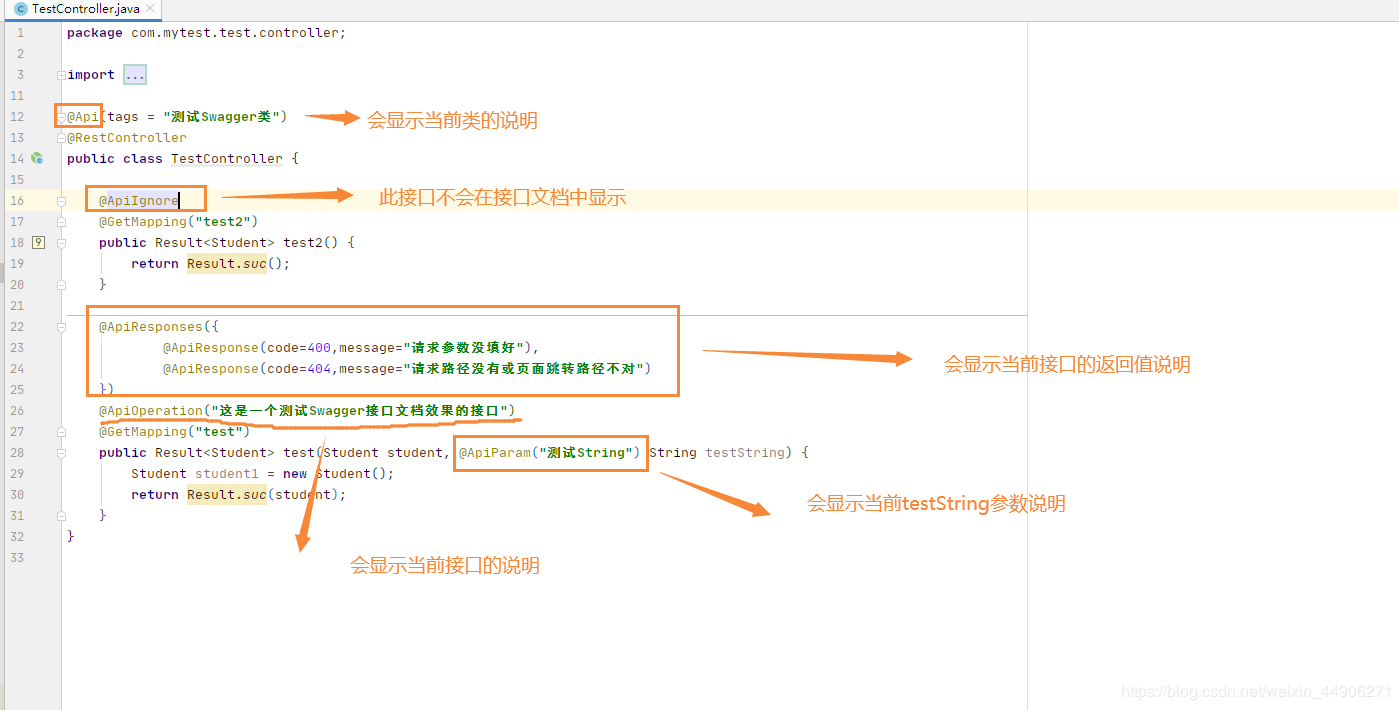 TestController.java
1 package com.mytest.test.controller;
2
3 import ...
11
12 @Api(tags = "测试Swagger类") 会显示当前类的说明
13 @RestController
14 public class TestController {
15
16 @ApiIgnore 此接口不会在接口文档中显示
17 @GetMapping("test2")
18 public Result<Student> test2() {
19 return Result.suc();
20 }
21
22 @ApiResponses({
23 @ApiResponse(code=400,message="请求参数没填好"),
会显示当前接口的返回值说明
24 @ApiResponse(code=404,message="请求路径没有或页面跳转路径不对")
25 })
26 @ApiOperation("这是一个测试Swagger接口文档效果的接口")
27 @GetMapping("test")
28 public Result<Student> test(Student student, @ApiParam("测试String") String testString) {
29 Student student1 = new Student();
30 return Result.suc(student);
会显示当前testString参数说明
31 }
32 }
33
会显示当前接口的说明
https://blog.csdn.net/weixin_44906271